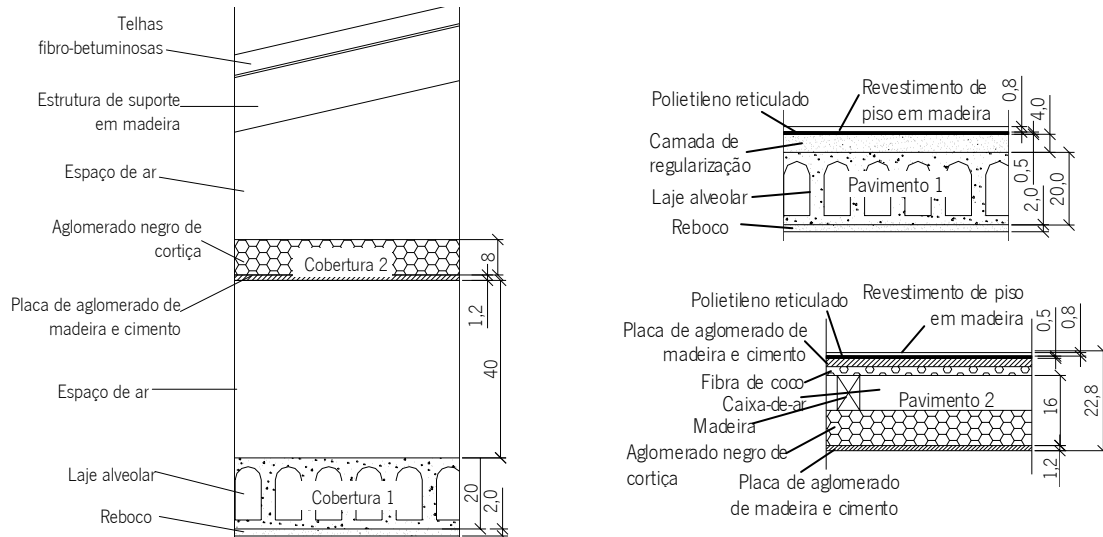 Telhas
fibro-betuminosas
Estrutura de suporte
em madeira
Espaço de ar
Aglomerado negro de
cortiça
Cobertura 2
8
Placa de aglomerado de
madeira e cimento
1,2
40
Espaço de ar
Laje alveolar
Cobertura 1
20
2,0
Reboco
Polietileno reticulado
Revestimento de
piso em madeira
0,8
4,0
Camada de
regularização
Laje alveolar
Pavimento 1
0,5
2,0
20,0
Reboco
Polietileno reticulado
Revestimento de piso
em madeira
0,5
0,8
Placa de aglomerado de
madeira e cimento
Fibra de coco
Caixa-de-ar
Pavimento 2
Madeira
16
22,8
Aglomerado negro de
cortiça
1,2
Placa de aglomerado
de madeira e cimento